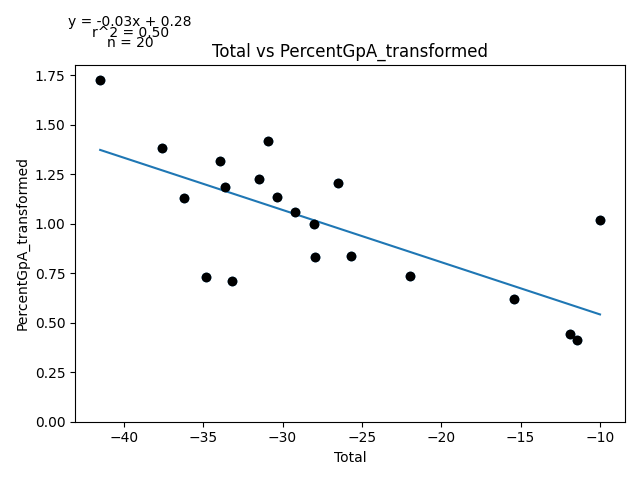 y = -0.03x + 0.28
r^2 = 0.50
n = 20
Total vs PercentGpA_transformed
1.75
1.50
1.25
1.00
0.75
0.50
0.25
0.00
PercentGpA_transformed
−40
−35
−30
−25
−20
−15
−10
Total